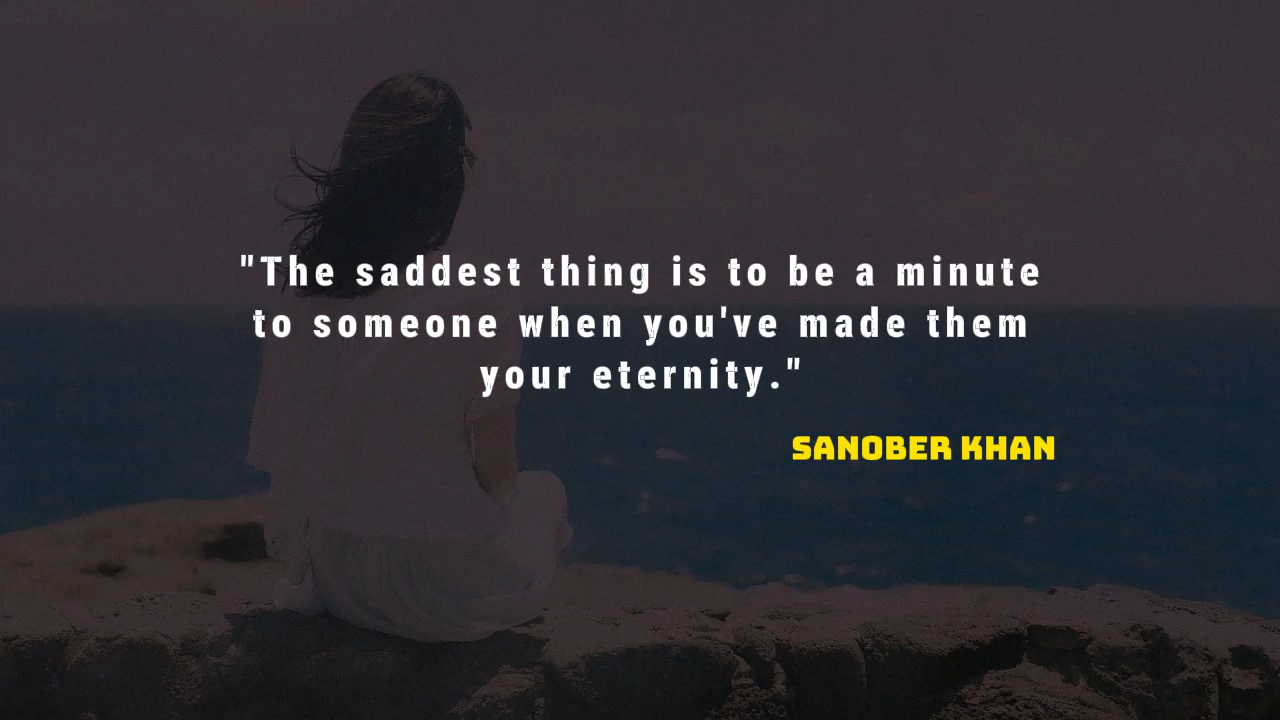 "The saddest thing is to be a minute
to someone when you've made them
your eternity."
SANOBER KHAN